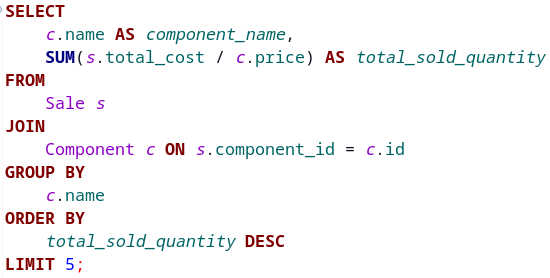 SELECT
c.name AS component_name,
SUM(s.total_cost / c.price) AS total_sold_quantity
FROM
Sale s
JOIN
Component c ON s.component_id = c.id
GROUP BY
c.name
ORDER BY
total_sold_quantity DESC
LIMIT 5;